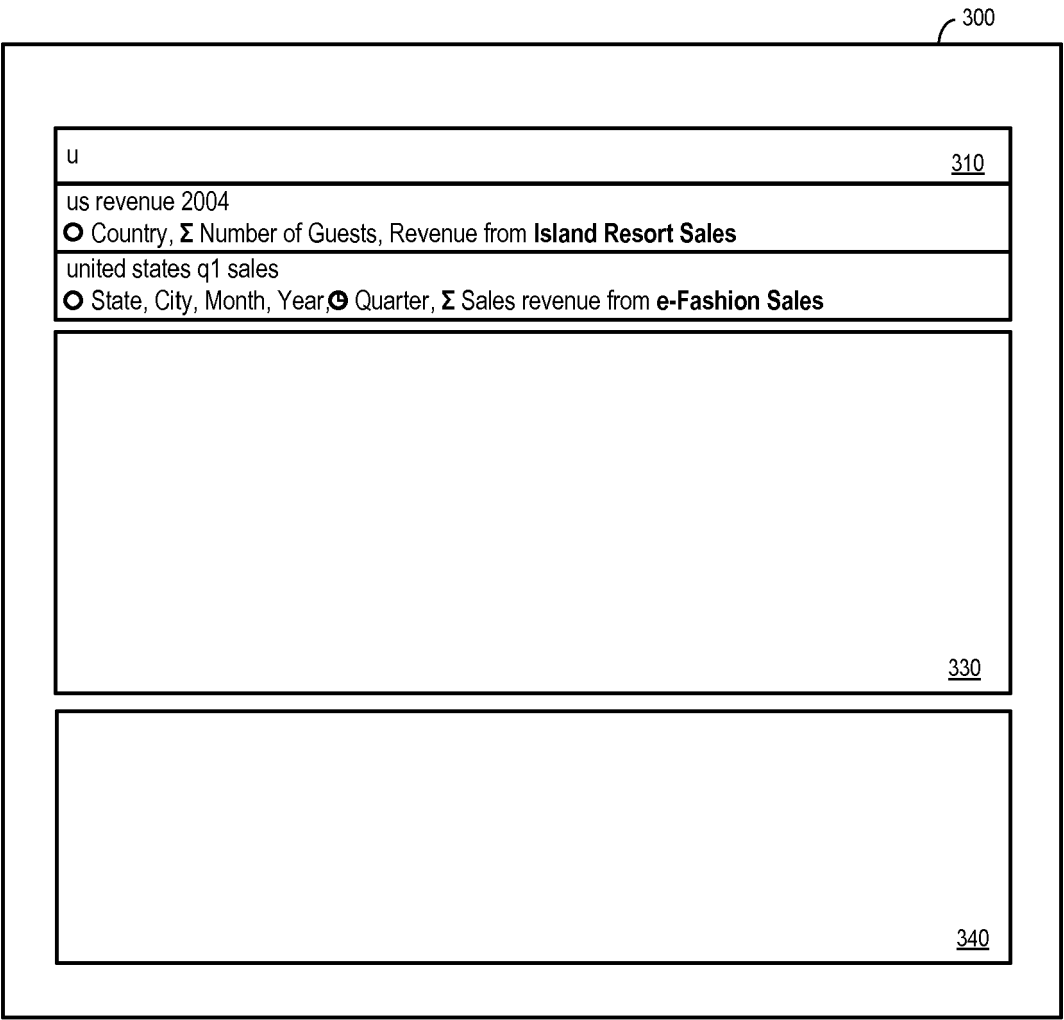 300
u
310
us revenue 2004
Country, Σ Number of Guests, Revenue from Island Resort Sales
united states q1 sales
State, City, Month, Year, Quarter, Σ Sales revenue from e-Fashion Sales
330
340